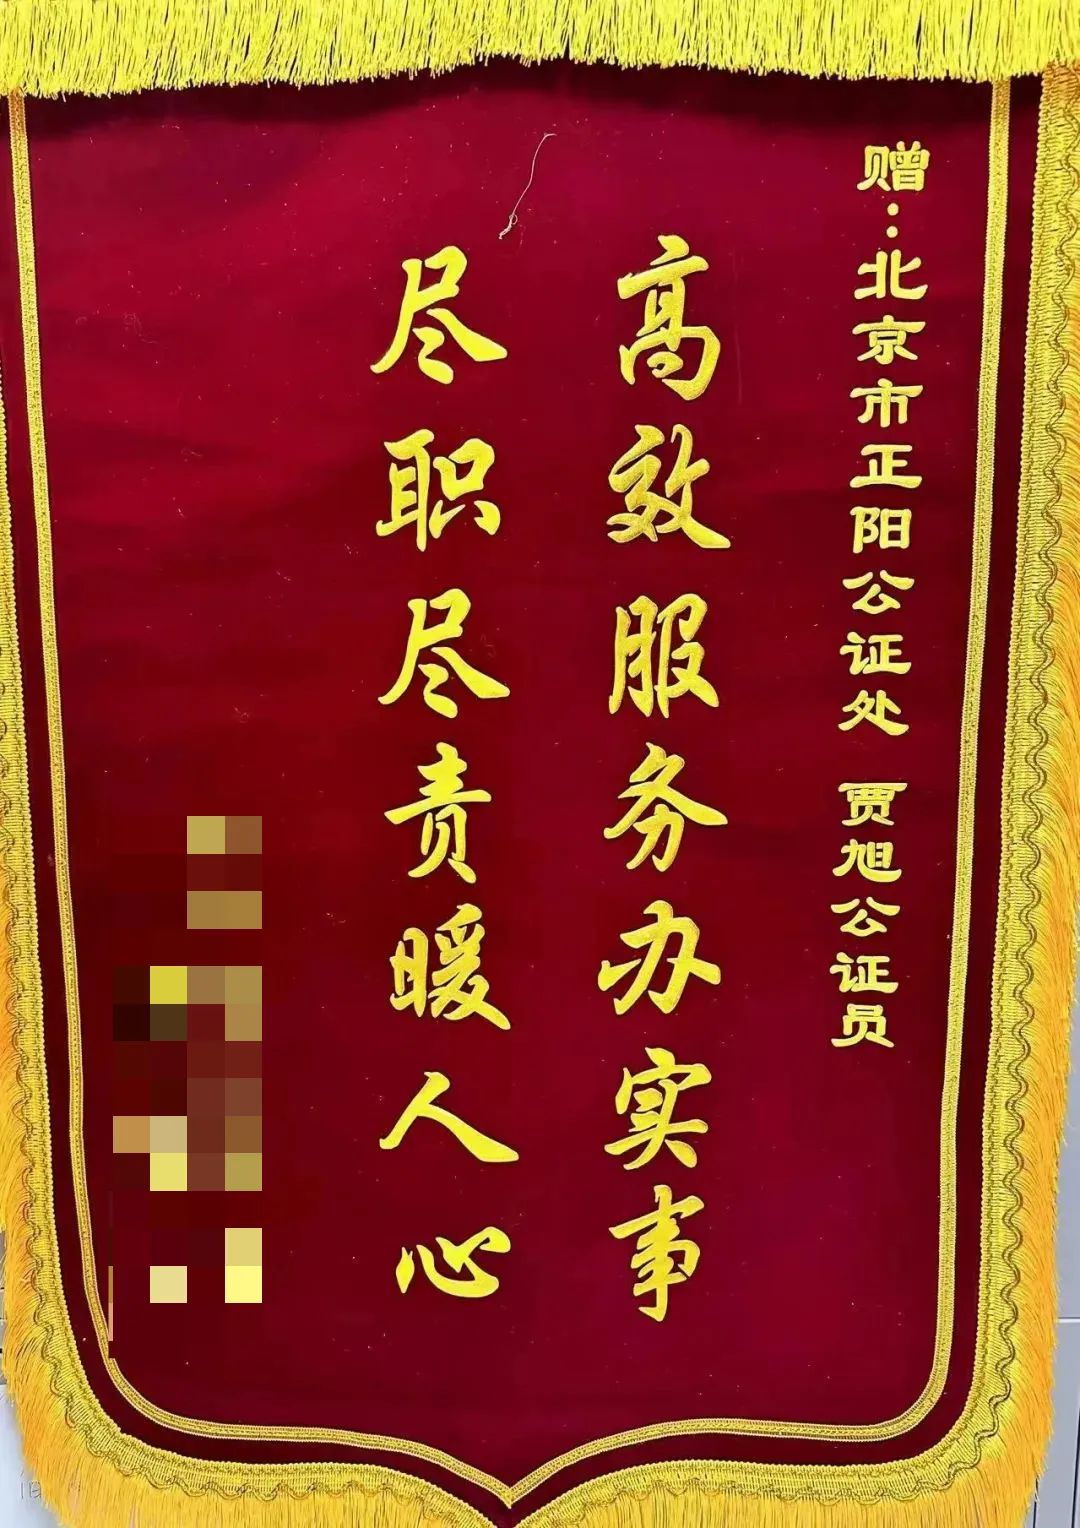 赠：北京市正阳公证处 贾旭公证员
高效服务办实事
尽职尽责暖人心